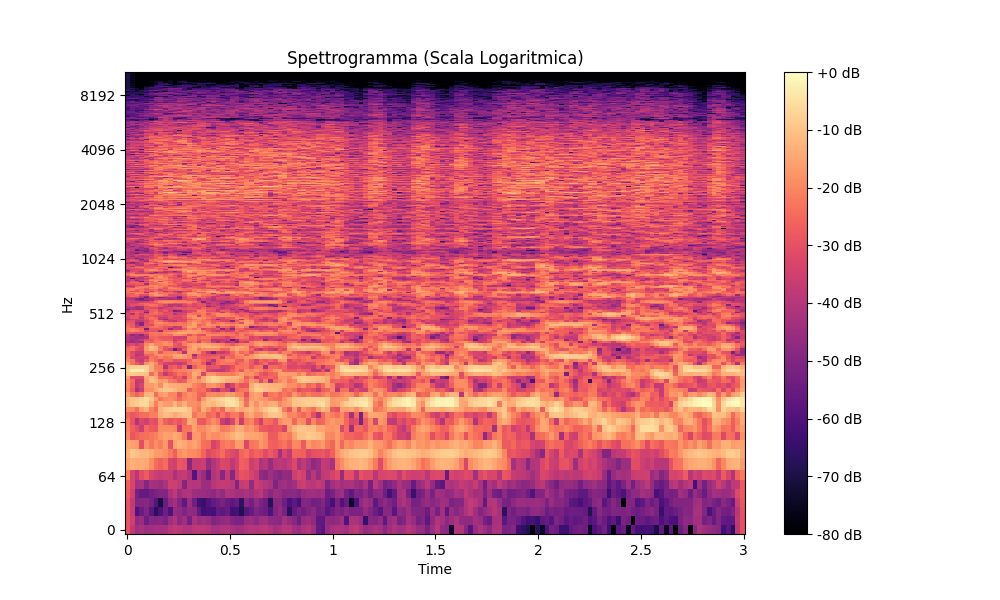 Spettrogramma (Scala Logaritmica)
Hz
8192
4096
2048
1024
512
256
128
64
0
0
0.5
1
1.5
2
2.5
3
Time
+0 dB
-10 dB
-20 dB
-30 dB
-40 dB
-50 dB
-60 dB
-70 dB
-80 dB